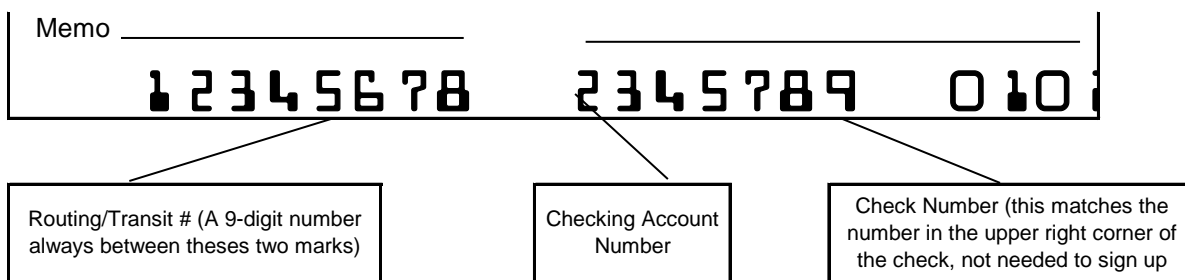 Memo
12345678 2345789 010
Routing/Transit # (A 9-digit number
always between theses two marks)
Checking Account
Number
Check Number (this matches the
number in the upper right corner of
the check, not needed to sign up